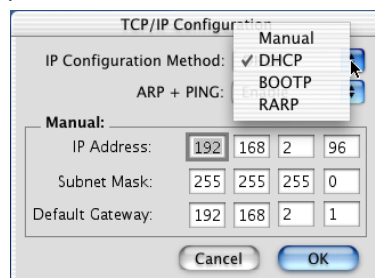 TCP/IP Configuration
IP Configuration Method:
Manual
✓ DHCP
BOOTP
RARP
ARP + PING: Enable
Manual:
IP Address: 192 168 2 96
Subnet Mask: 255 255 255 0
Default Gateway: 192 168 2 1
Cancel OK